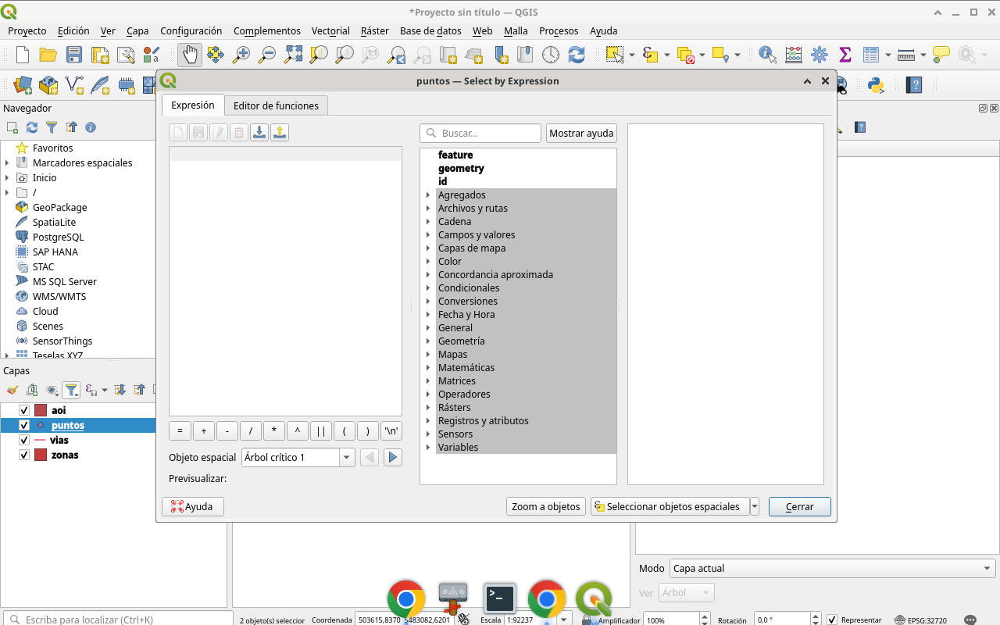 *Proyecto sin título — QGIS
Proyecto Edición Ver Capa Configuración Complementos Vectorial Ráster Base de datos Web Malla Procesos Ayuda
puntos — Select by Expression
Navegador
Favoritos
Marcadores espaciales
Inicio
/
GeoPackage
SpatiaLite
PostgreSQL
SAP HANA
STAC
MS SQL Server
WMS/WMTS
Cloud
Scenes
SensorThings
Teselas XYZ
Capas
aoi
puntos
vias
zonas
Expresión
Editor de funciones
Buscar...
Mostrar ayuda
feature
geometry
id
Agregados
Archivos y rutas
Cadena
Campos y valores
Capas de mapa
Color
Concordancia aproximada
Condicionales
Conversiones
Fecha y Hora
General
Geometría
Mapas
Matemáticas
Matrices
Operadores
Rásters
Registros y atributos
Sensors
Variables
= + - / * ^ || ( ) '\n'
Objeto espacial Árbol crítico 1
Previsualizar:
Ayuda
Zoom a objetos
Seleccionar objetos espaciales
Cerrar
Modo Capa actual
Ver Árbol
Escriba para localizar (Ctrl+K)
2 objeto(s) seleccior
Coordenada 503615,8370 5483082,6201
Escala 1:92237
Amplificador 100%
Rotación 0,0 °
Representar
EPSG:32720